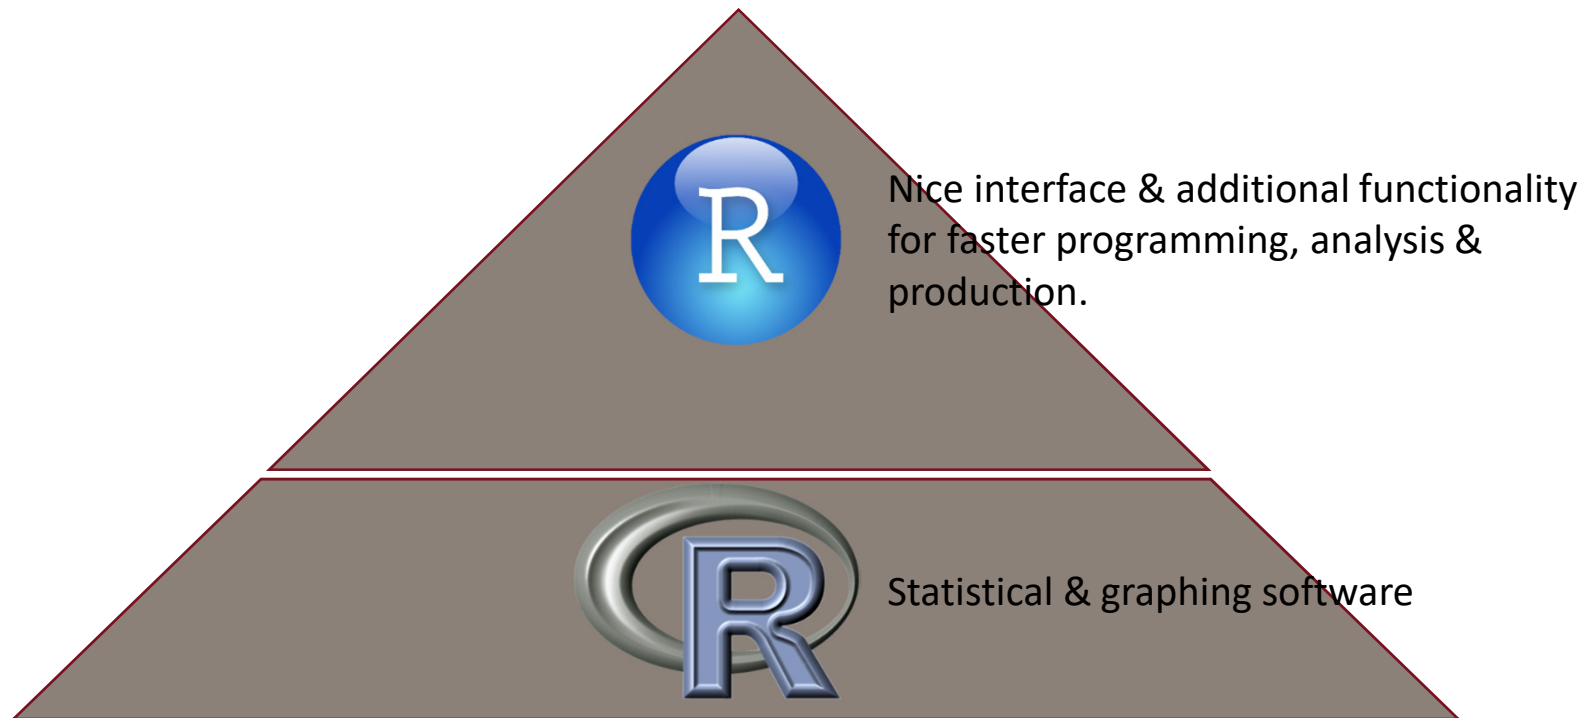 R
Nice interface & additional functionality
for faster programming, analysis &
production.
R
Statistical & graphing software